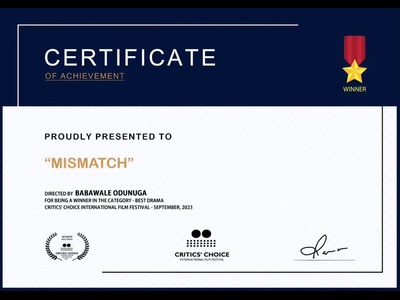 CERTIFICATE
OF ACHIEVEMENT
WINNER
PROUDLY PRESENTED TO
“MISMATCH”
DIRECTED BY BABAWALE ODUNUGA
FOR BEING A WINNER IN THE CATEGORY - BEST DRAMA
CRITICS' CHOICE INTERNATIONAL FILM FESTIVAL - SEPTEMBER, 2023
CRITICS' CHOICE
INTERNATIONAL FILM FESTIVAL